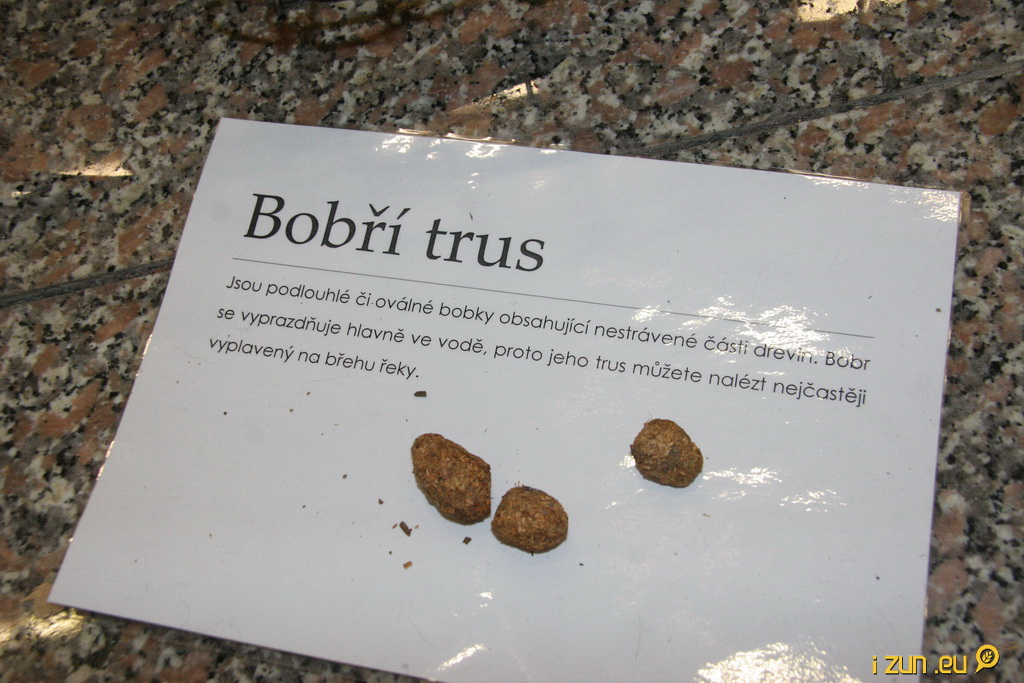 Bobří trus
Jsou podlouhlé či oválné bobky obsahující nestrávené části dřevin. Bobr
se vyprazdňuje hlavně ve vodě, proto jeho trus můžete nalézt nejčastěji
vyplavený na břehu řeky.
i zun.eu